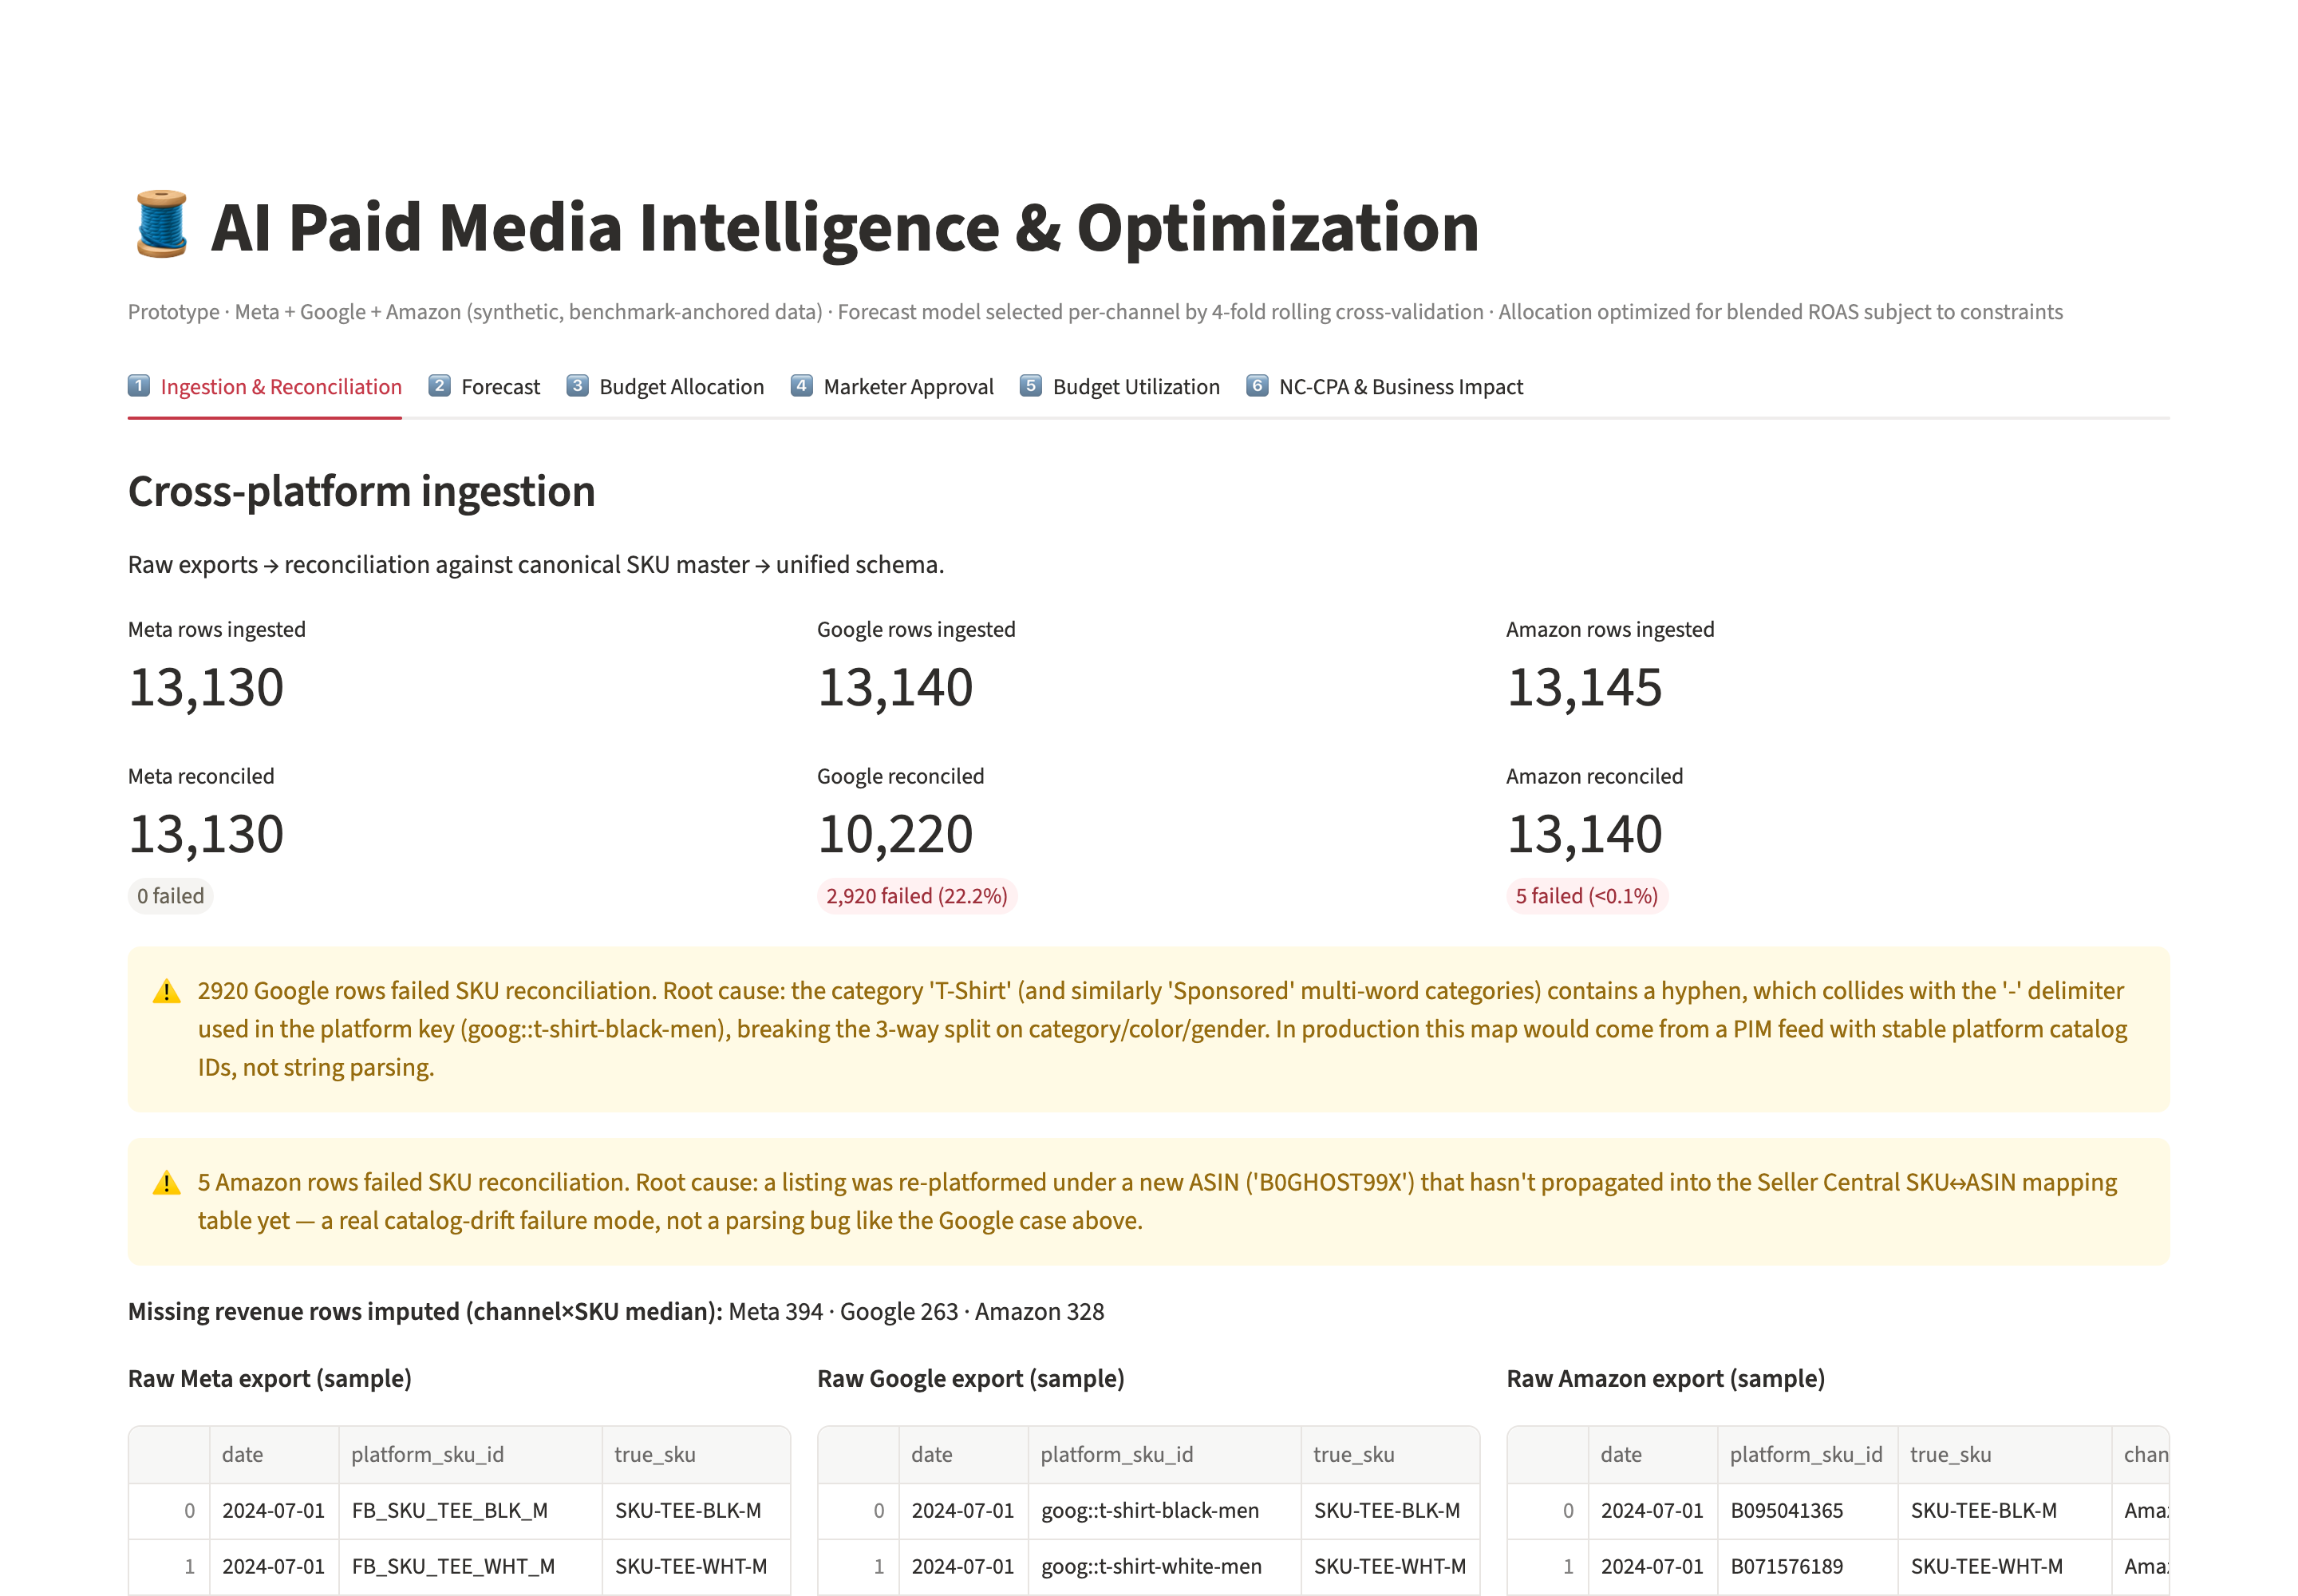 AI Paid Media Intelligence & Optimization
Prototype · Meta + Google + Amazon (synthetic, benchmark-anchored data) · Forecast model selected per-channel by 4-fold rolling cross-validation · Allocation optimized for blended ROAS subject to constraints
1 Ingestion & Reconciliation 2 Forecast 3 Budget Allocation 4 Marketer Approval 5 Budget Utilization 6 NC-CPA & Business Impact
Cross-platform ingestion
Raw exports → reconciliation against canonical SKU master → unified schema.
Meta rows ingested Google rows ingested Amazon rows ingested
13,130 13,140 13,145
Meta reconciled Google reconciled Amazon reconciled
13,130 10,220 13,140
0 failed 2,920 failed (22.2%) 5 failed (<0.1%)
2920 Google rows failed SKU reconciliation. Root cause: the category 'T-Shirt' (and similarly 'Sponsored' multi-word categories) contains a hyphen, which collides with the '-' delimiter
used in the platform key (goog::t-shirt-black-men), breaking the 3-way split on category/color/gender. In production this map would come from a PIM feed with stable platform catalog
IDs, not string parsing.
5 Amazon rows failed SKU reconciliation. Root cause: a listing was re-platformed under a new ASIN ('B0GHOST99X') that hasn't propagated into the Seller Central SKU↔ASIN mapping
table yet — a real catalog-drift failure mode, not a parsing bug like the Google case above.
Missing revenue rows imputed (channel×SKU median): Meta 394 · Google 263 · Amazon 328
Raw Meta export (sample) Raw Google export (sample) Raw Amazon export (sample)
date platform_sku_id true_sku date platform_sku_id true_sku date platform_sku_id true_sku chan
0 2024-07-01 FB_SKU_TEE_BLK_M SKU-TEE-BLK-M 0 2024-07-01 goog::t-shirt-black-men SKU-TEE-BLK-M 0 2024-07-01 B095041365 SKU-TEE-BLK-M Ama
1 2024-07-01 FB_SKU_TEE_WHT_M SKU-TEE-WHT-M 1 2024-07-01 goog::t-shirt-white-men SKU-TEE-WHT-M 1 2024-07-01 B071576189 SKU-TEE-WHT-M Ama